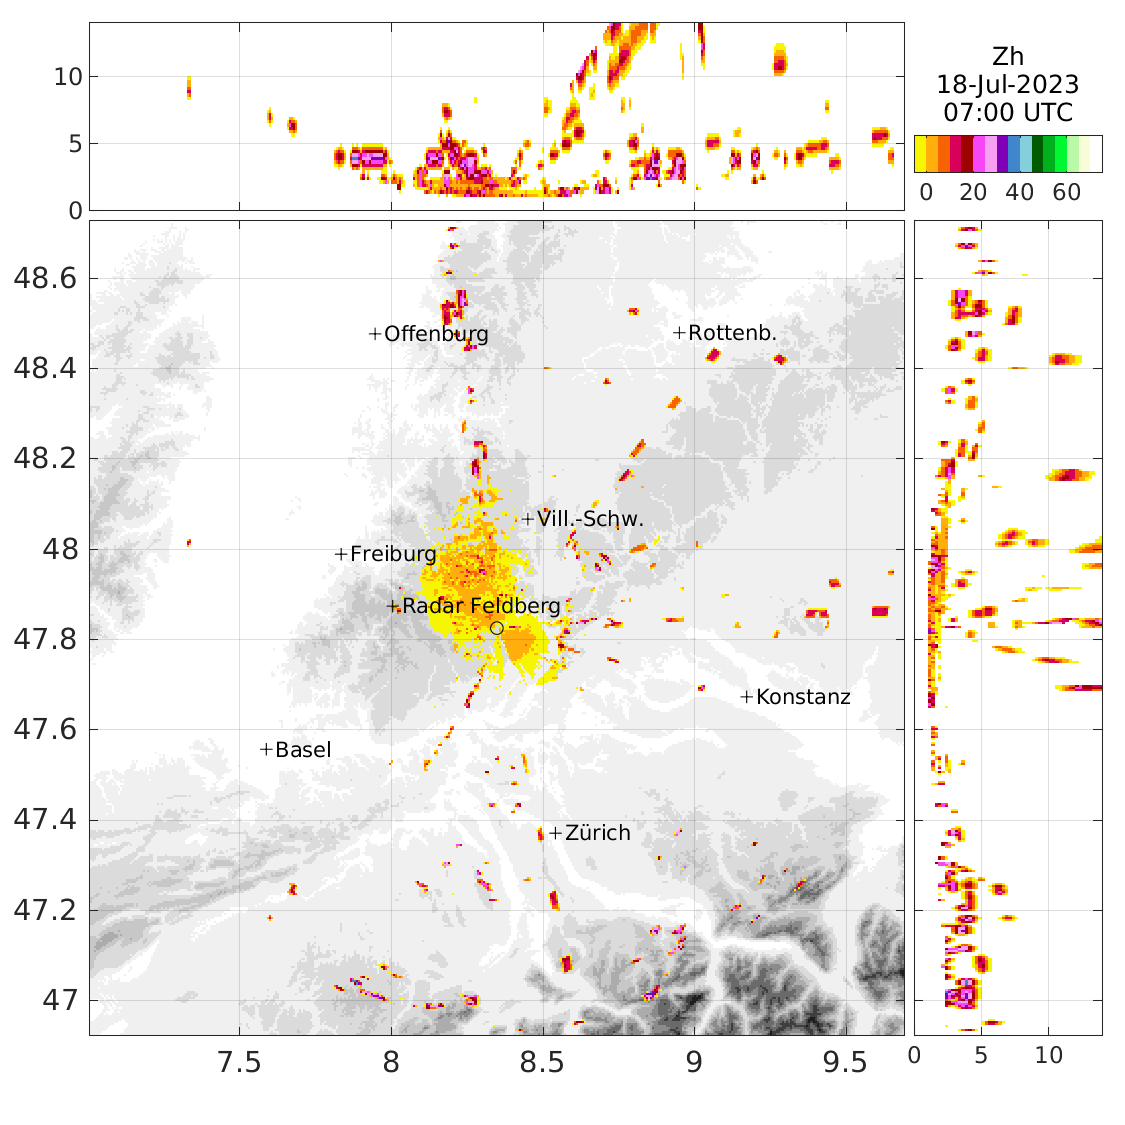 10
5
0
Zh
18-Jul-2023
07:00 UTC
0 20 40 60
48.6
48.4
48.2
48
47.8
47.6
47.4
47.2
47
Offenburg
Rottenb.
Vill.-Schw.
Freiburg
Radar Feldberg
Konstanz
Basel
Zürich
7.5 8 8.5 9 9.5
0 5 10